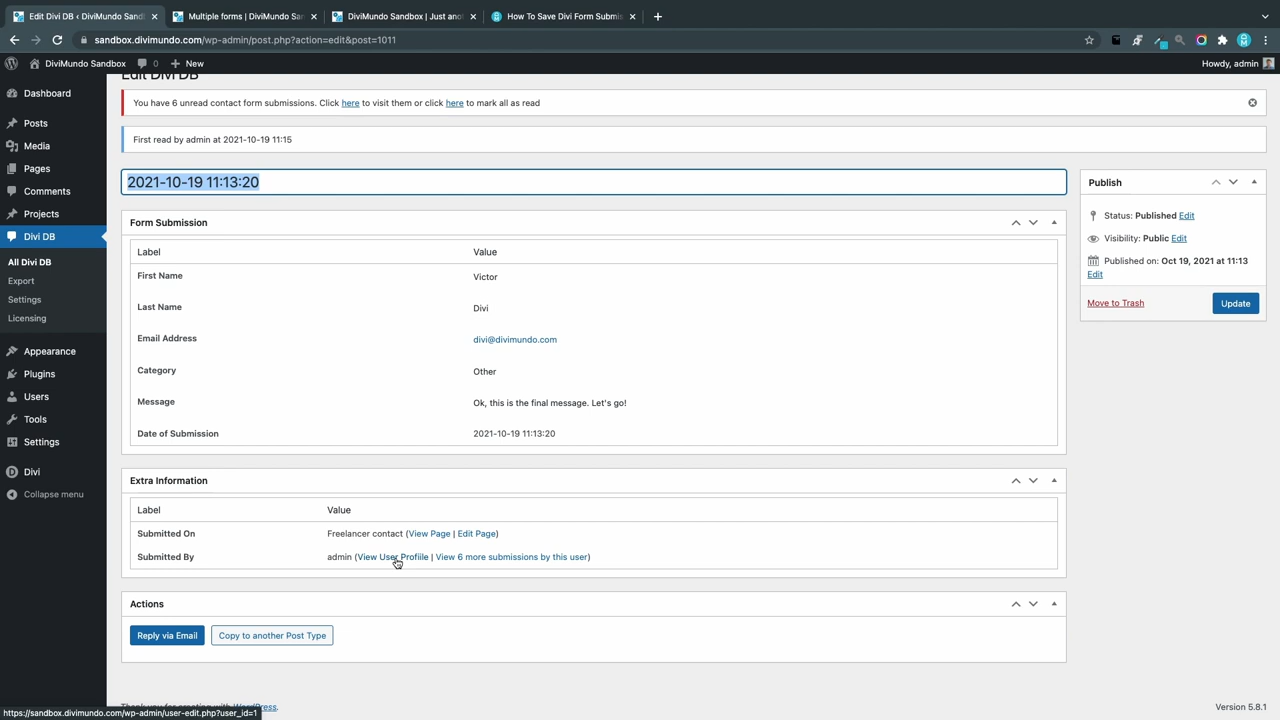 Edit Divi DB ‹ DiviMundo Sand
Multiple forms | DiviMundo San
DiviMundo Sandbox | Just anot
How To Save Divi Form Submis
sandbox.divimundo.com/wp-admin/post.php?action=edit&post=1011
DiviMundo Sandbox 0 New
Howdy, admin
Dashboard
Posts
Media
Pages
Comments
Projects
Divi DB
All Divi DB
Export
Settings
Licensing
Appearance
Plugins
Users
Tools
Settings
Divi
Collapse menu
Edit Divi DB
You have 6 unread contact form submissions. Click here to visit them or click here to mark all as read
First read by admin at 2021-10-19 11:15
2021-10-19 11:13:20
Form Submission
Label Value
First Name Victor
Last Name Divi
Email Address divi@divimundo.com
Category Other
Message Ok, this is the final message. Let's go!
Date of Submission 2021-10-19 11:13:20
Extra Information
Label Value
Submitted On Freelancer contact (View Page | Edit Page)
Submitted By admin (View User Profiile | View 6 more submissions by this user)
Actions
Reply via Email Copy to another Post Type
Publish
Status: Published Edit
Visibility: Public Edit
Published on: Oct 19, 2021 at 11:13
Edit
Move to Trash Update
Thank you for creating with WordPress.
https://sandbox.divimundo.com/wp-admin/user-edit.php?user_id=1
Version 5.8.1